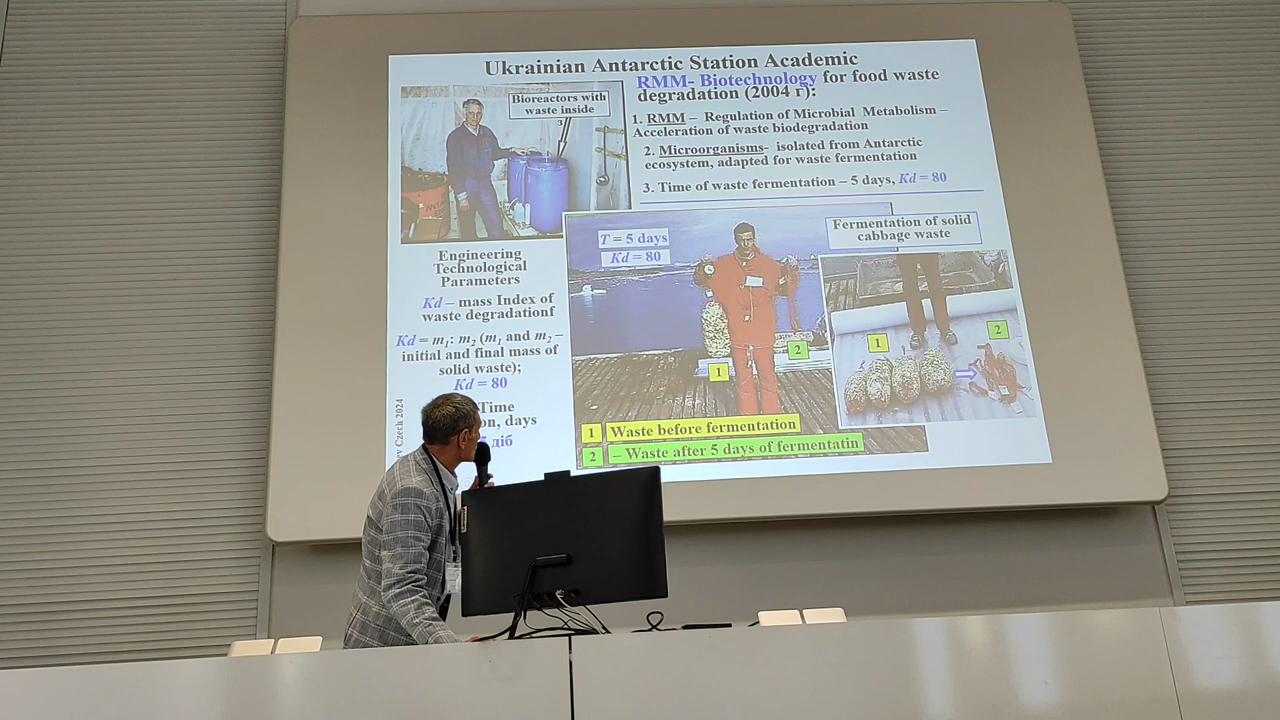 Ukrainian Antarctic Station Academic
RMM- Biotechnology for food waste
degradation (2004 г):
Bioreactors with
waste inside
3
1. RMM – Regulation of Microbial Metabolism –
Acceleration of waste biodegradation
2. Microorganisms- isolated from Antarctic
ecosystem, adapted for waste fermentation
3. Time of waste fermentation – 5 days, Kd = 80
Engineering
Technological
Parameters
Kd – mass Index of
waste degradationf
Kd = m1: m2 (m1 and m2 –
initial and final mass of
solid waste);
Kd = 80
Time
on, days
діб
Czech 2024
T = 5 days
Kd = 80
Fermentation of solid
cabbage waste
1
2
1
2
1 Waste before fermentation
2 – Waste after 5 days of fermentatin